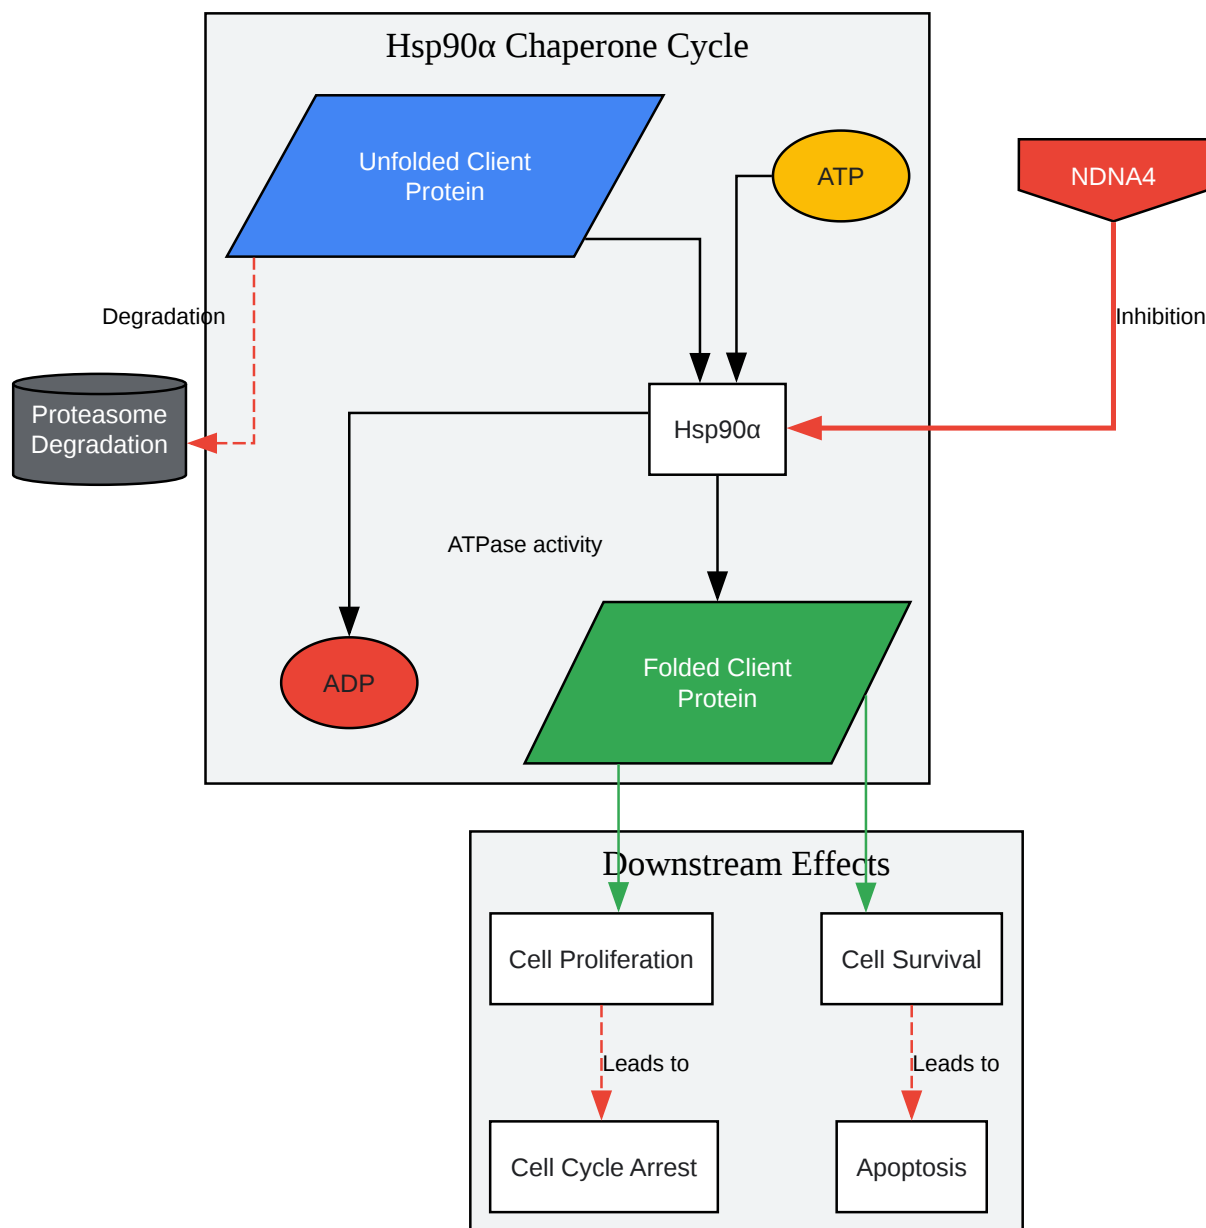 Hsp90α Chaperone Cycle
Unfolded Client
Protein
ATP
NDNA4
Degradation
Inhibition
Proteasome
Degradation
Hsp90α
ATPase activity
ADP
Folded Client
Protein
Downstream Effects
Cell Proliferation
Cell Survival
Leads to
Leads to
Cell Cycle Arrest
Apoptosis